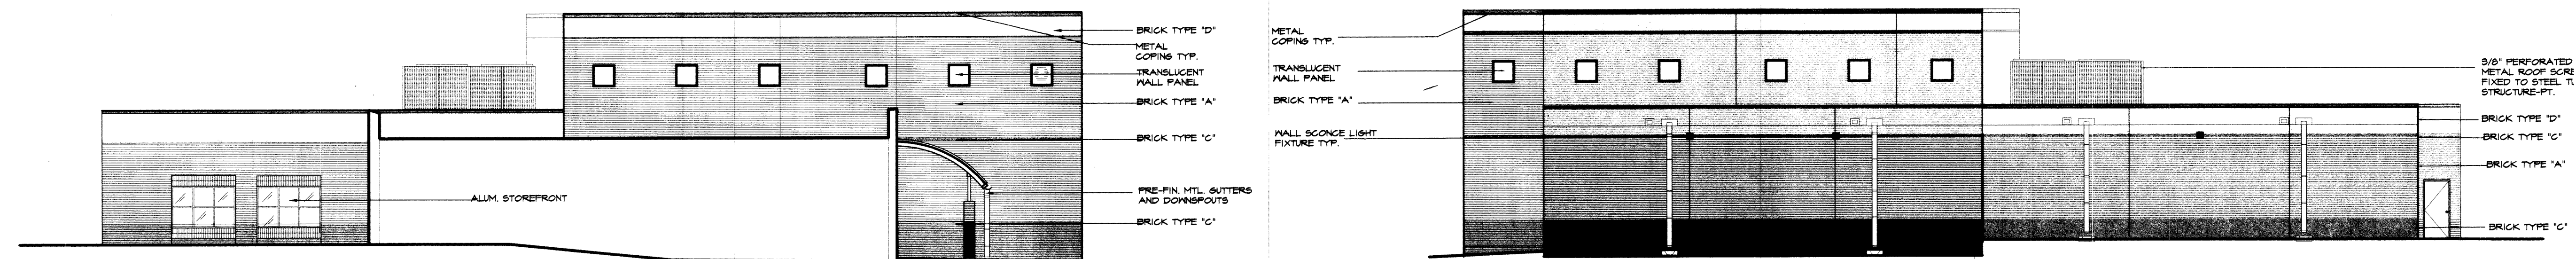 BRICK TYPE "D"
METAL
COPING TYP.
TRANSLUCENT
WALL PANEL
BRICK TYPE "A"
BRICK TYPE "C"
PRE-FIN. MTL. GUTTERS
AND DOWNSPOUTS
BRICK TYPE "C"
ALUM. STOREFRONT
METAL
COPING TYP.
TRANSLUCENT
WALL PANEL
BRICK TYPE "A"
WALL SCONCE LIGHT
FIXTURE TYP.
3/8" PERFORATED
METAL ROOF SCRE
FIXED TO STEEL TU
STRUCTURE-PT.
BRICK TYPE "D"
BRICK TYPE "C"
BRICK TYPE "A"
BRICK TYPE "C"